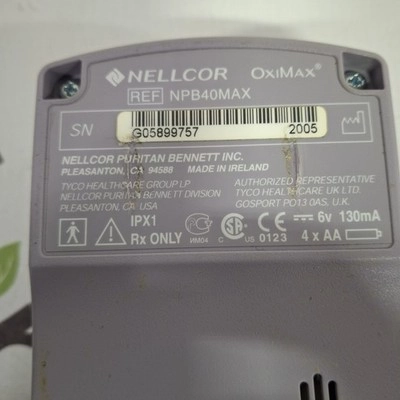 NELLCOR OXIMAX®
REF NPB40MAX
SN G05899757 2005
NELLCOR PURITAN BENNETT INC.
PLEASANTON, CA 94588 MADE IN IRELAND
TYCO HEALTHCARE GROUP LP AUTHORIZED REPRESENTATIVE
NELLCOR PURITAN BENNETT DIVISION TYCO HEALTHCARE UK LTD.
PLEASANTON, CA USA GOSPORT PO13 0AS, U.K.
IPX1 6v 130mA
Rx ONLY ИМ04 C US 0123 4 x AA